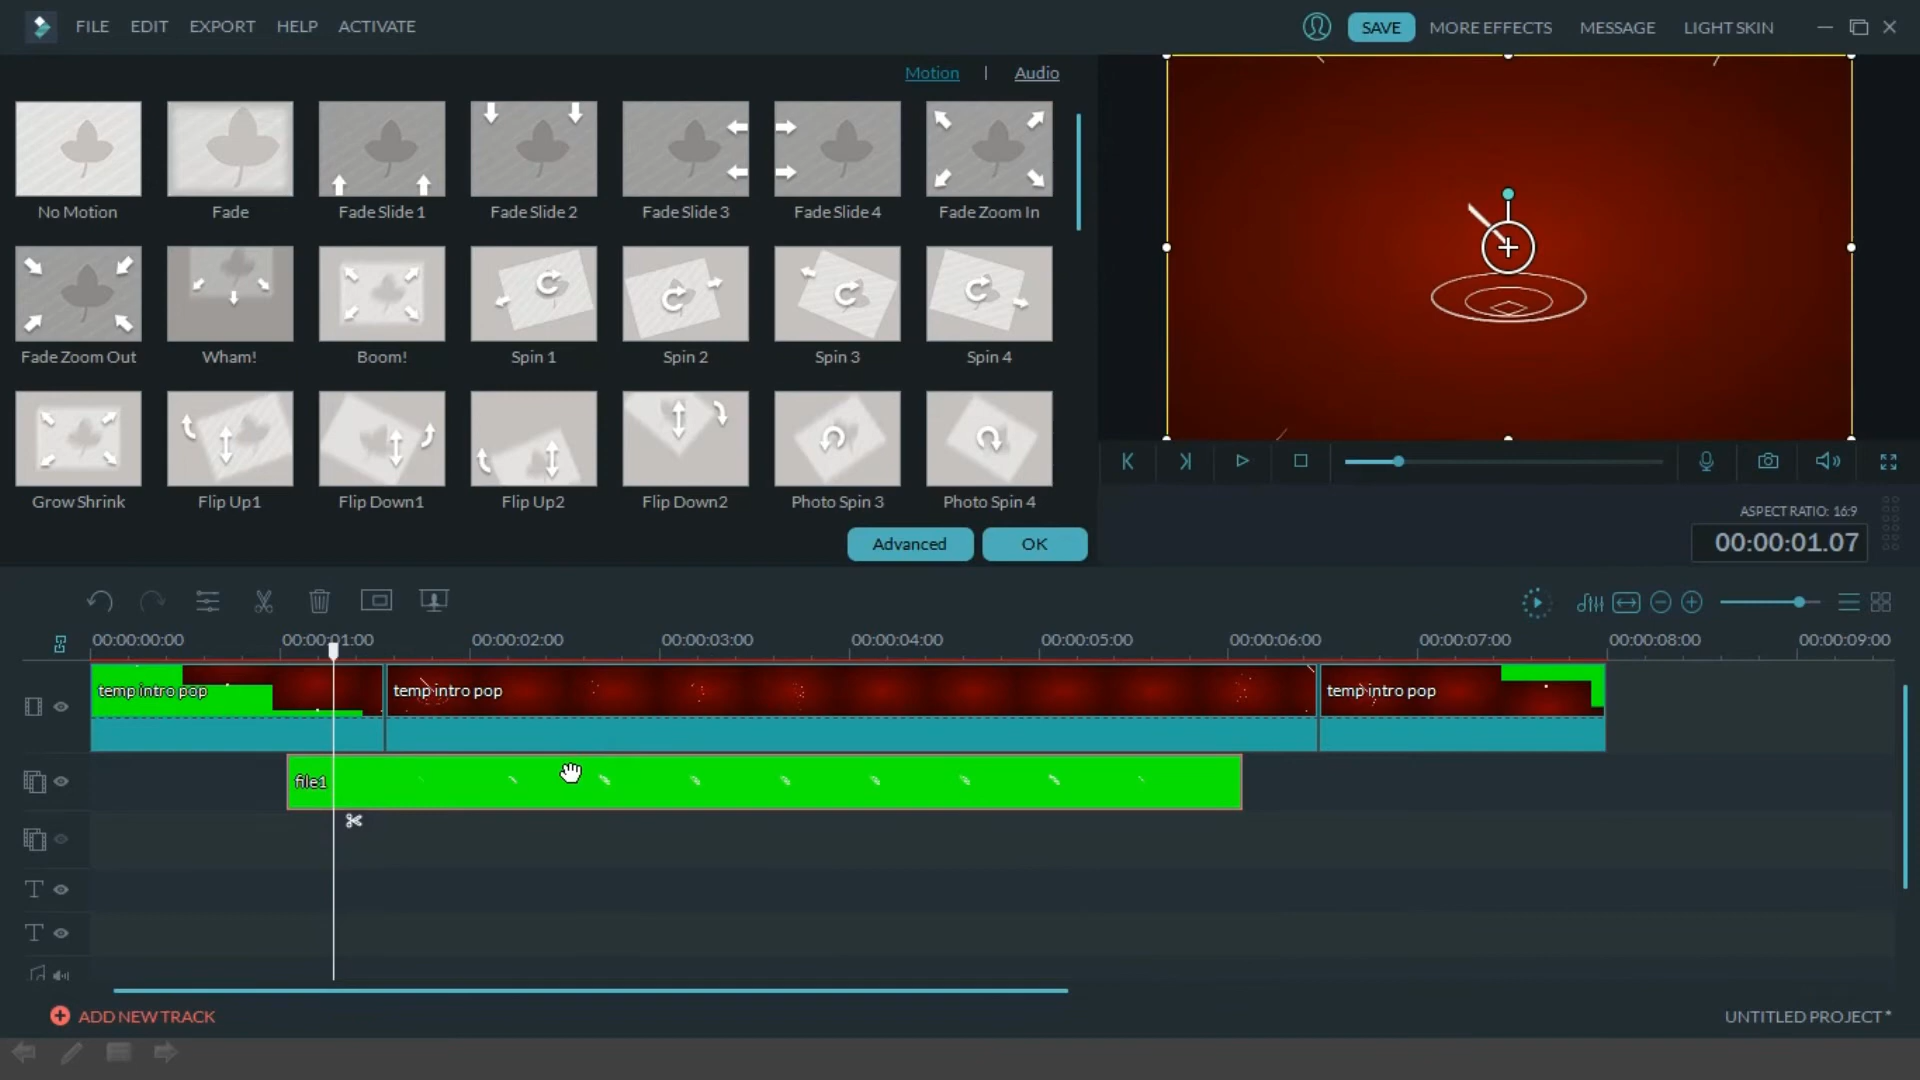 FILE EDIT EXPORT HELP ACTIVATE SAVE MORE EFFECTS MESSAGE LIGHT SKIN
Motion | Audio
No Motion Fade Fade Slide 1 Fade Slide 2 Fade Slide 3 Fade Slide 4 Fade Zoom In
Fade Zoom Out Wham! Boom! Spin 1 Spin 2 Spin 3 Spin 4
Grow Shrink Flip Up1 Flip Down1 Flip Up2 Flip Down2 Photo Spin 3 Photo Spin 4
ASPECT RATIO: 16:9
Advanced OK 00:00:01.07
00:00:00:00 00:00:01:00 00:00:02:00 00:00:03:00 00:00:04:00 00:00:05:00 00:00:06:00 00:00:07:00 00:00:08:00 00:00:09:00
temp intro pop temp intro pop temp intro pop
file1
T
T
ADD NEW TRACK UNTITLED PROJECT *